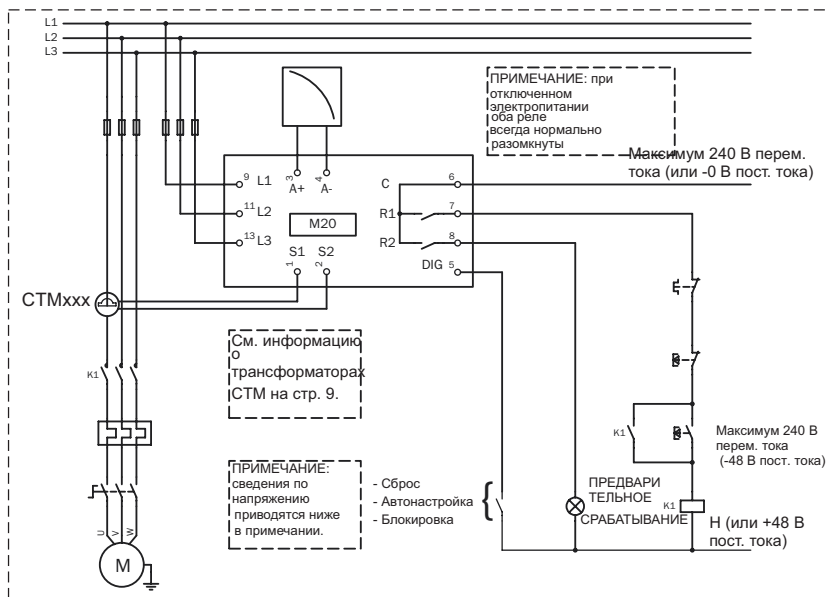 L1
L2
L3
ПРИМЕЧАНИЕ: при
отключенном
электропитании
оба реле
всегда нормально
разомкнуты
Максимум 240 В перем.
тока (или -0 В пост. тока)
9 L1
3 A+
4 A-
C 6
11 L2
M20
R1 7
13 L3
R2 8
S1 1
S2 2
DIG 5
CTMxxx
См. информацию
о
трансформаторах
СТМ на стр. 9.
K1
K1
Максимум 240 В
перем. тока
(-48 В пост. тока)
ПРИМЕЧАНИЕ:
сведения по
напряжению
приводятся ниже
в примечании.
- Сброс
- Автонастройка
- Блокировка
ПРЕДВАРИ
ТЕЛЬНОЕ
СРАБАТЫВАНИЕ
K1
Н (или +48 В
пост. тока)
U
V
W
M